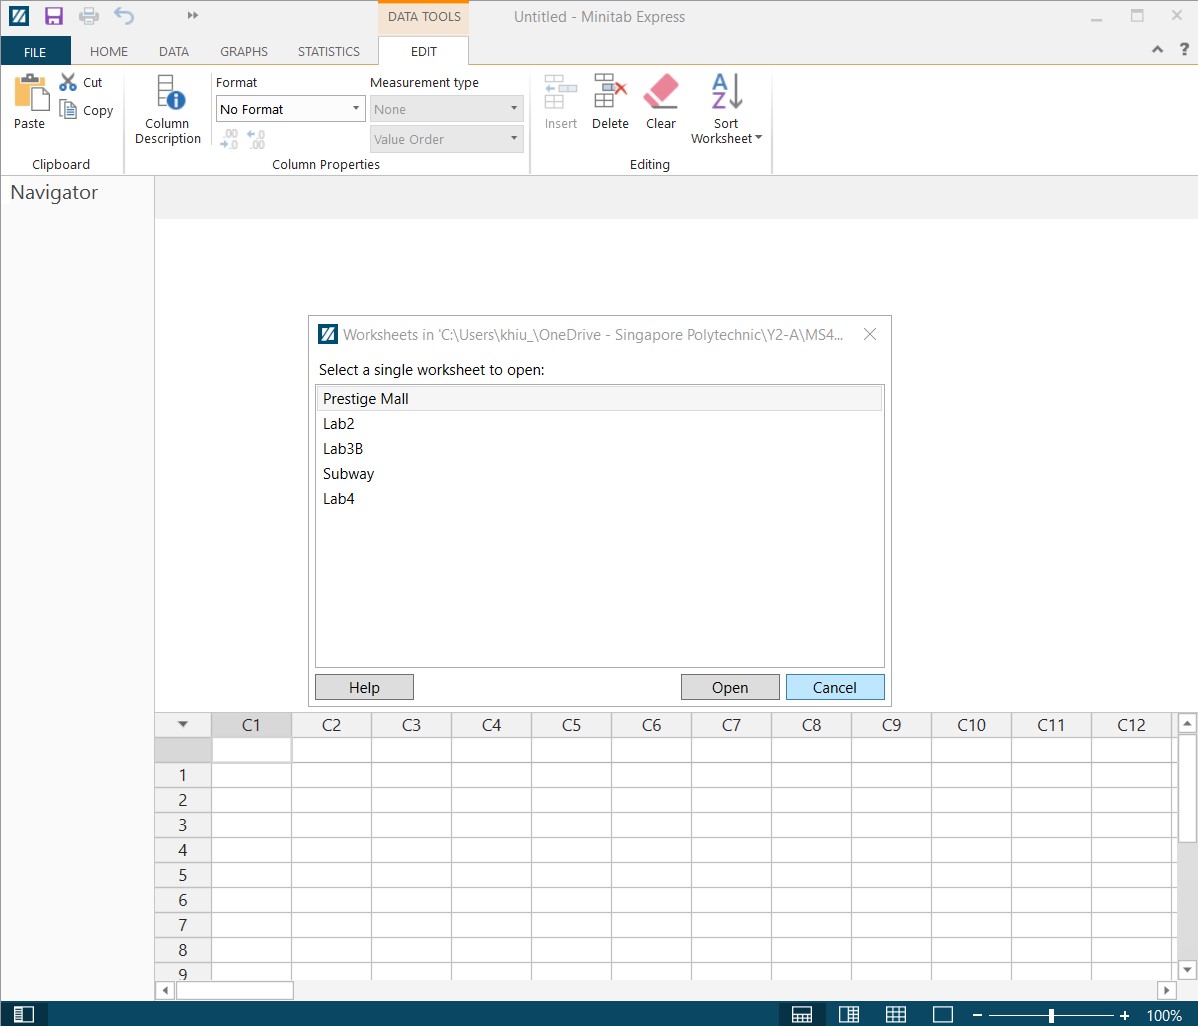 DATA TOOLS
Untitled - Minitab Express
FILE
HOME
DATA
GRAPHS
STATISTICS
EDIT
?
Paste
Cut
Copy
Clipboard
Column
Description
Format
No Format
.00
→.0
←.0
.00
Measurement type
None
Value Order
Column Properties
Insert
Delete
Clear
A
Z
Sort
Worksheet
Editing
Navigator
Worksheets in 'C:\Users\khiu_\OneDrive - Singapore Polytechnic\Y2-A\MS4...
Select a single worksheet to open:
Prestige Mall
Lab2
Lab3B
Subway
Lab4
Help
Open
Cancel
C1 C2 C3 C4 C5 C6 C7 C8 C9 C10 C11 C12
1
2
3
4
5
6
7
8
9
100%